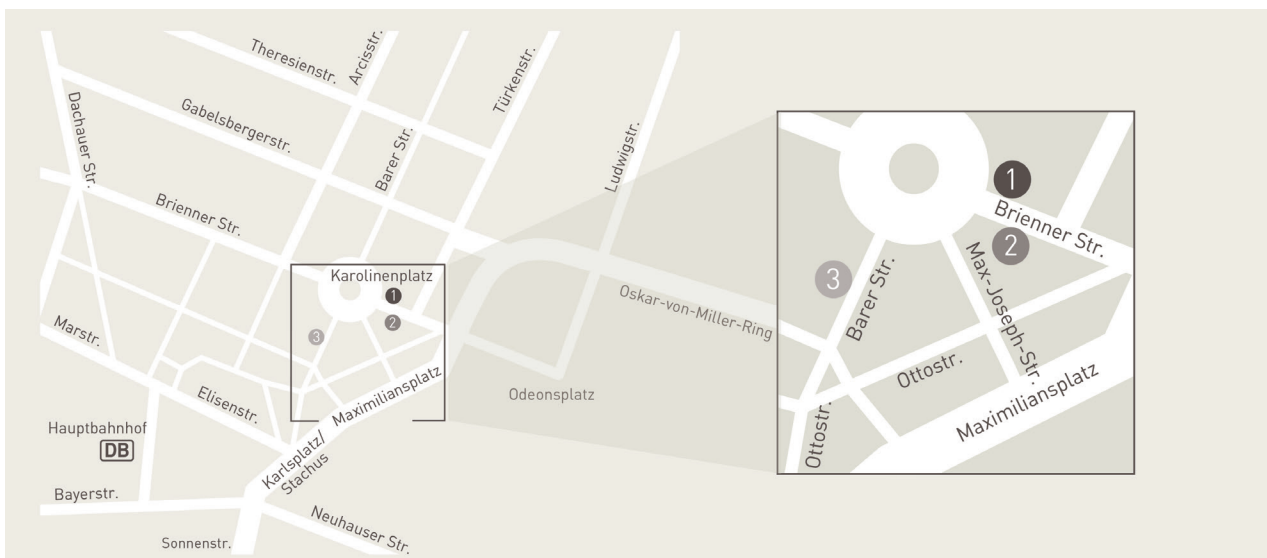 Theresienstr.
Arcisstr.
Türkenstr.
Dachauer Str.
Gabelsbergerstr.
Barer Str.
Ludwigstr.
Brienner Str.
Karolinenplatz
1
2
3
Oskar-von-Miller-Ring
Marstr.
Elisenstr.
Maximiliansplatz
Odeonsplatz
Hauptbahnhof
DB
Karlsplatz/
Stachus
Bayerstr.
Neuhauser Str.
Sonnenstr.
1
Brienner Str.
2
3
Barer Str.
Max-Joseph-Str.
Ottostr.
Maximiliansplatz
Ottostr.